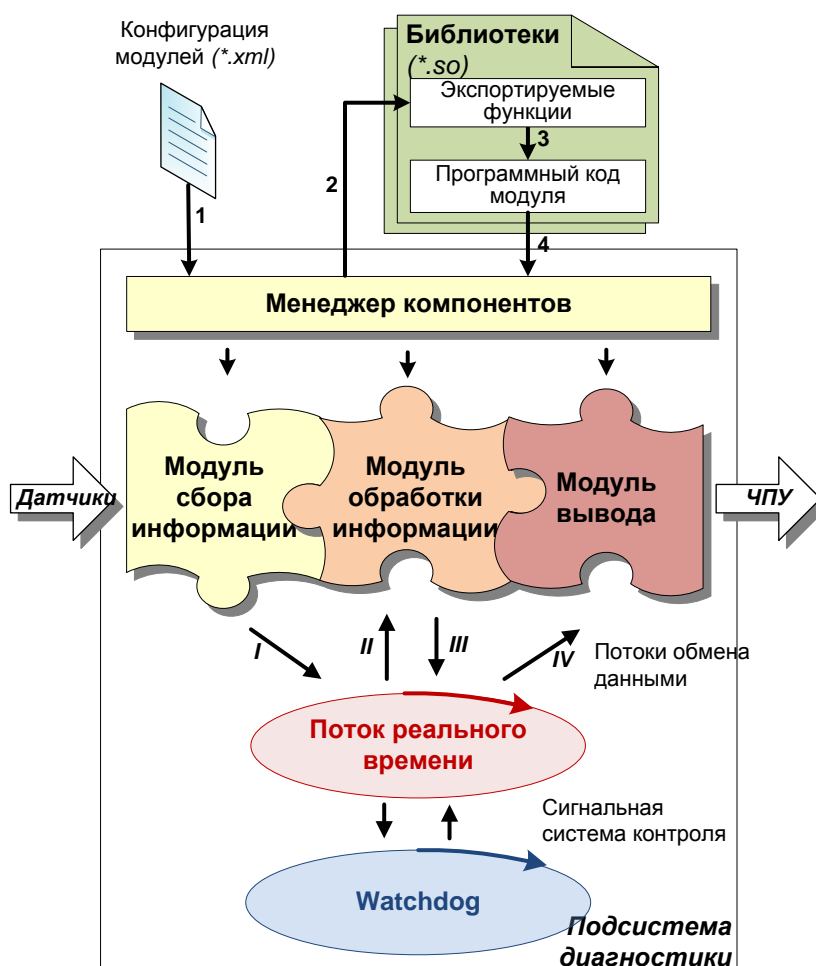 Конфигурация
модулей (*.xml)
Библиотеки
(*.so)
Экспортируемые
функции
3
Программный код
модуля
1
2
4
Менеджер компонентов
Датчики
Модуль
сбора
информации
Модуль
обработки
информации
Модуль
вывода
ЧПУ
I
II
III
IV
Потоки обмена
данными
Поток реального
времени
Сигнальная
система контроля
Watchdog
Подсистема
диагностики